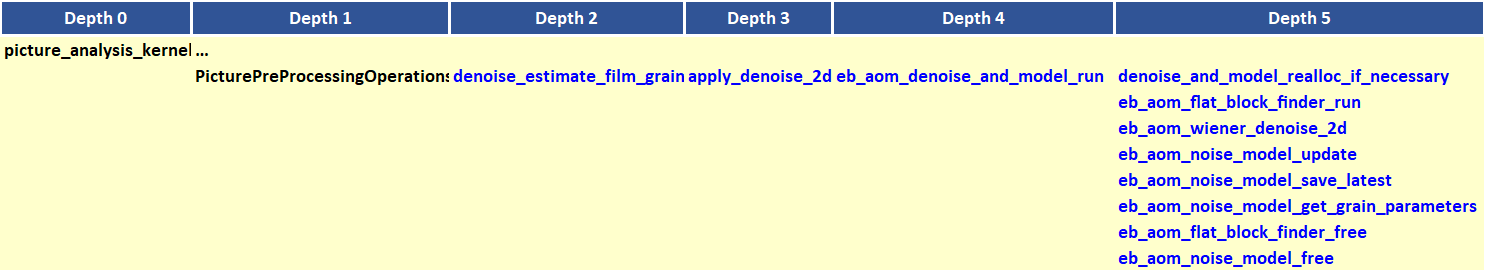 Depth 0 Depth 1 Depth 2 Depth 3 Depth 4 Depth 5
picture_analysis_kernel ...
PicturePreProcessingOperations denoise_estimate_film_grain apply_denoise_2d eb_aom_denoise_and_model_run denoise_and_model_realloc_if_necessary
eb_aom_flat_block_finder_run
eb_aom_wiener_denoise_2d
eb_aom_noise_model_update
eb_aom_noise_model_save_latest
eb_aom_noise_model_get_grain_parameters
eb_aom_flat_block_finder_free
eb_aom_noise_model_free